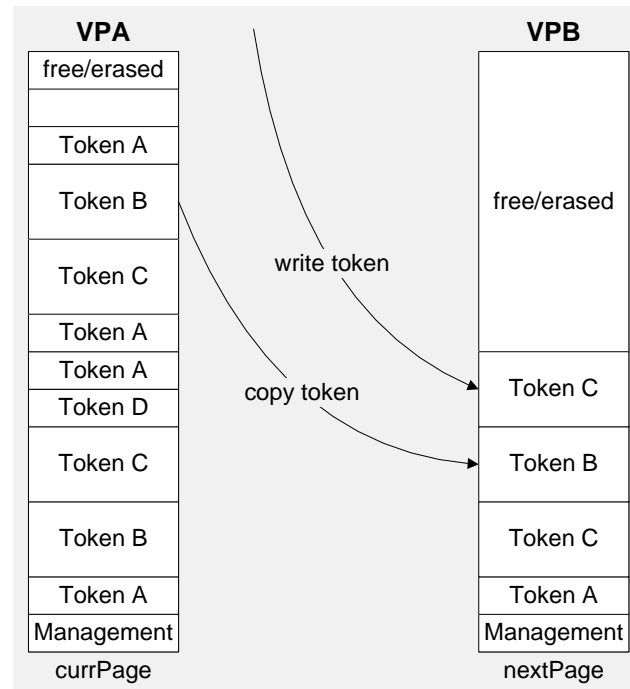 VPA
free/erased
Token A
Token B
Token C
Token A
Token A
Token D
Token C
Token B
Token A
Management
currPage
write token
copy token
VPB
free/erased
Token C
Token B
Token C
Token A
Management
nextPage